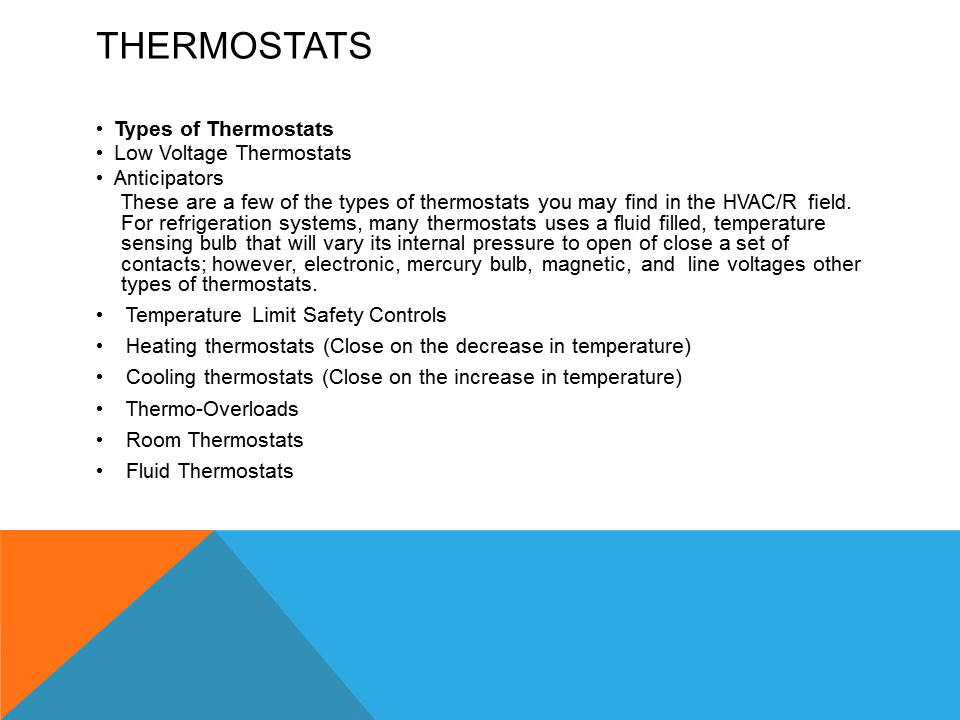 THERMOSTATS
• Types of Thermostats
• Low Voltage Thermostats
• Anticipators
These are a few of the types of thermostats you may find in the HVAC/R field.
For refrigeration systems, many thermostats uses a fluid filled, temperature
sensing bulb that will vary its internal pressure to open of close a set of
contacts; however, electronic, mercury bulb, magnetic, and line voltages other
types of thermostats.
• Temperature Limit Safety Controls
• Heating thermostats (Close on the decrease in temperature)
• Cooling thermostats (Close on the increase in temperature)
• Thermo-Overloads
• Room Thermostats
• Fluid Thermostats